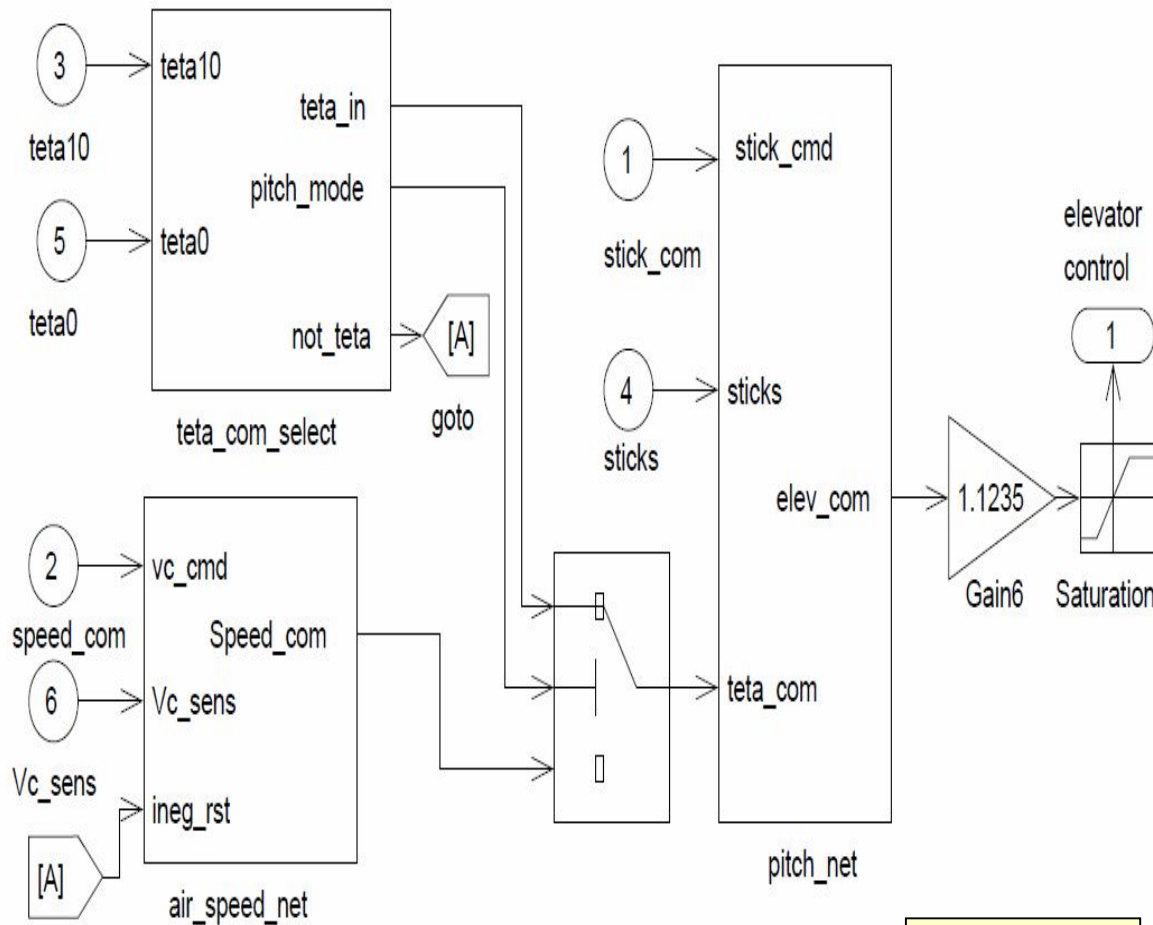 3
teta10
teta10
teta_in
pitch_mode
5
teta0
teta0
not_teta
[A]
goto
teta_com_select
1
stick_cmd
stick_com
4
sticks
sticks
elev_com
teta_com
pitch_net
1.1235
Gain6
Saturation
elevator
control
1
2
vc_cmd
speed_com
Speed_com
6
Vc_sens
Vc_sens
ineg_rst
[A]
air_speed_net